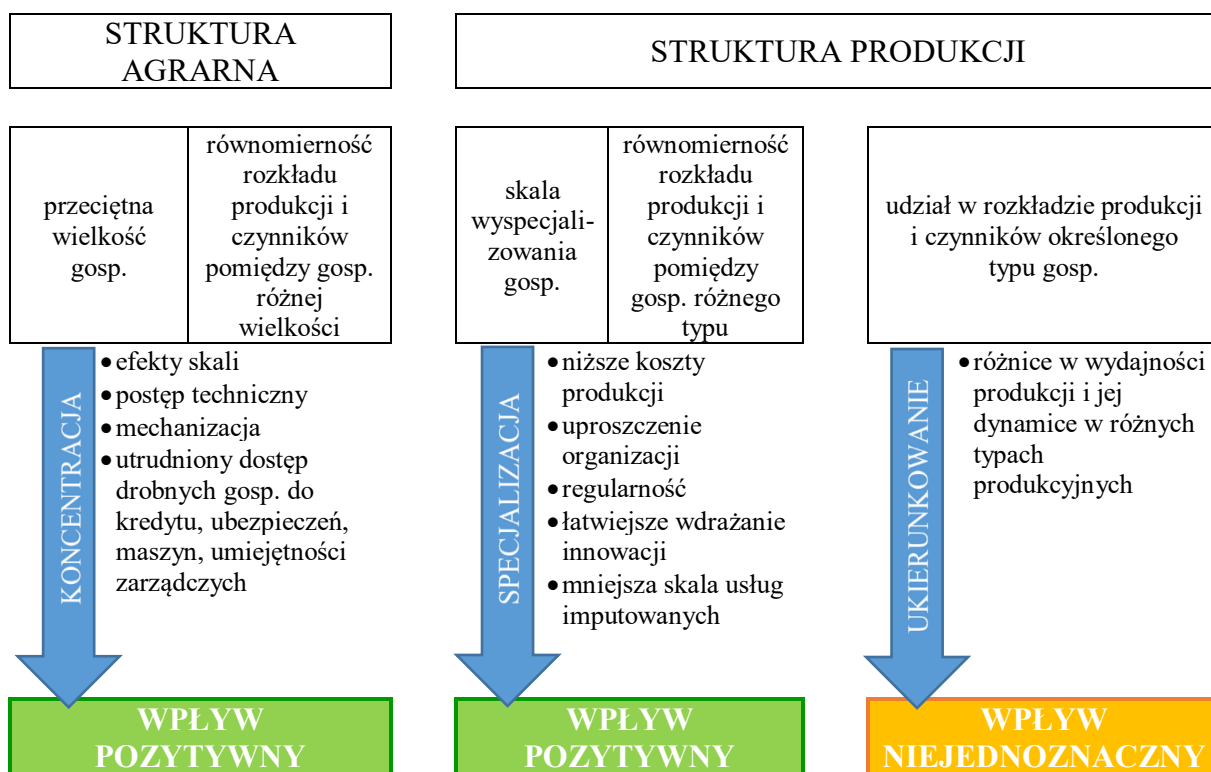 STRUKTURA
AGRARNA
STRUKTURA PRODUKCJI
przeciętna
wielkość
gosp.
równomierność
rozkładu
produkcji i
czynników
pomiędzy gosp.
różnej
wielkości
skala
wyspecjali-
zowania
gosp.
równomierność
rozkładu
produkcji i
czynników
pomiędzy
gosp. różnego
typu
udział w rozkładzie produkcji
i czynników określonego
typu gosp.
KONCENTRACJA
• efekty skali
• postęp techniczny
• mechanizacja
• utrudniony dostęp
drobnych gosp. do
kredytu, ubezpieczeń,
maszyn, umiejętności
zarządczych
SPECJALIZACJA
• niższe koszty
produkcji
• uproszczenie
organizacji
• regularność
• łatwiejsze wdrażanie
innowacji
• mniejsza skala usług
imputowanych
UKIERUNKOWANIE
• różnice w wydajności
produkcji i jej
dynamice w różnych
typach
produkcyjnych
WPŁYW
POZYTYWNY
WPŁYW
POZYTYWNY
WPŁYW
NIEJEDNOZNACZNY